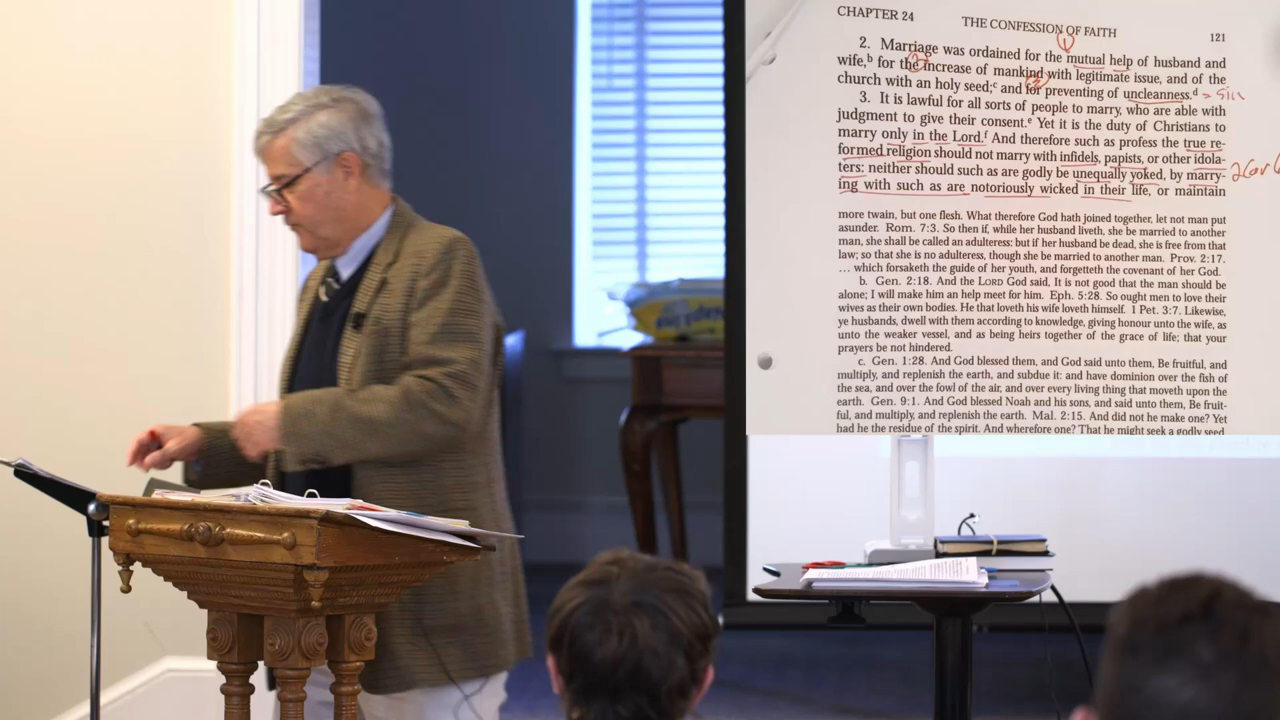 CHAPTER 24 THE CONFESSION OF FAITH 121
2. Marriage was ordained for the mutual help of husband and
wife,ᵇ for the increase of mankind with legitimate issue, and of the
church with an holy seed;ᶜ and for preventing of uncleanness.ᵈ = sin
3. It is lawful for all sorts of people to marry, who are able with
judgment to give their consent.ᵉ Yet it is the duty of Christians to
marry only in the Lord.ᶠ And therefore such as profess the true re-
formed religion should not marry with infidels, papists, or other idola-
ters: neither should such as are godly be unequally yoked, by marry-
ing with such as are notoriously wicked in their life, or maintain
more twain, but one flesh. What therefore God hath joined together, let not man put
asunder. Rom. 7:3. So then if, while her husband liveth, she be married to another
man, she shall be called an adulteress: but if her husband be dead, she is free from that
law; so that she is no adulteress, though she be married to another man. Prov. 2:17.
... which forsaketh the guide of her youth, and forgetteth the covenant of her God.
b. Gen. 2:18. And the LORD God said, It is not good that the man should be
alone; I will make him an help meet for him. Eph. 5:28. So ought men to love their
wives as their own bodies. He that loveth his wife loveth himself. 1 Pet. 3:7. Likewise,
ye husbands, dwell with them according to knowledge, giving honour unto the wife, as
unto the weaker vessel, and as being heirs together of the grace of life; that your
prayers be not hindered.
c. Gen. 1:28. And God blessed them, and God said unto them, Be fruitful, and
multiply, and replenish the earth, and subdue it: and have dominion over the fish of
the sea, and over the fowl of the air, and over every living thing that moveth upon the
earth. Gen. 9:1. And God blessed Noah and his sons, and said unto them, Be fruit-
ful, and multiply, and replenish the earth. Mal. 2:15. And did not he make one? Yet
had he the residue of the spirit. And wherefore one? That he might seek a godly seed